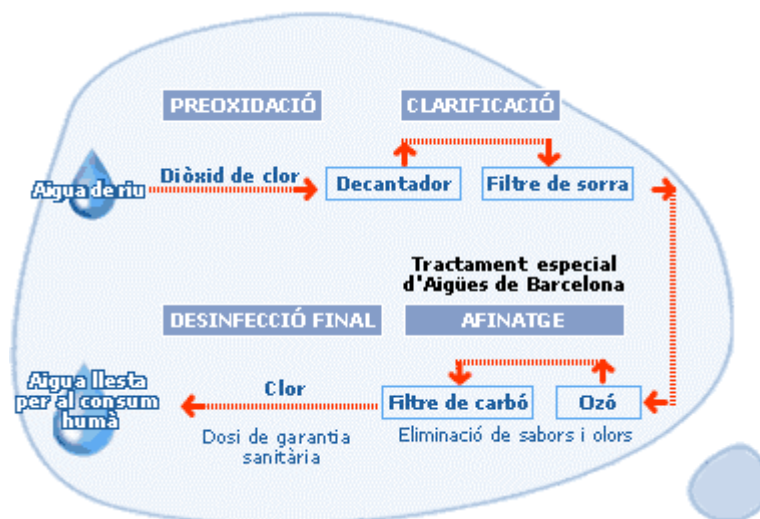 PREOXIDACIÓ
CLARIFICACIÓ
Aigua de riu
Diòxid de clor
Decantador
Filtre de sorra
Tractament especial
d'Aigües de Barcelona
DESINFECCIÓ FINAL
AFINATGE
Aigua llesta
per al consum
humà
Clor
Filtre de carbó
Ozó
Dosi de garantia
sanitària
Eliminació de sabors i olors